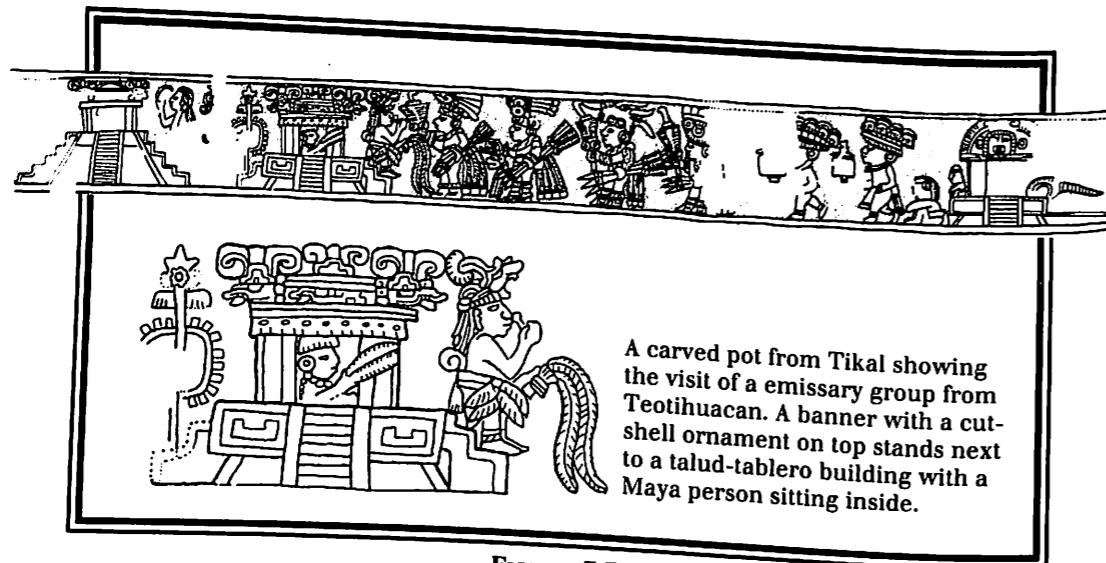 A carved pot from Tikal showing
the visit of a emissary group from
Teotihuacan. A banner with a cut-
shell ornament on top stands next
to a talud-tablero building with a
Maya person sitting inside.